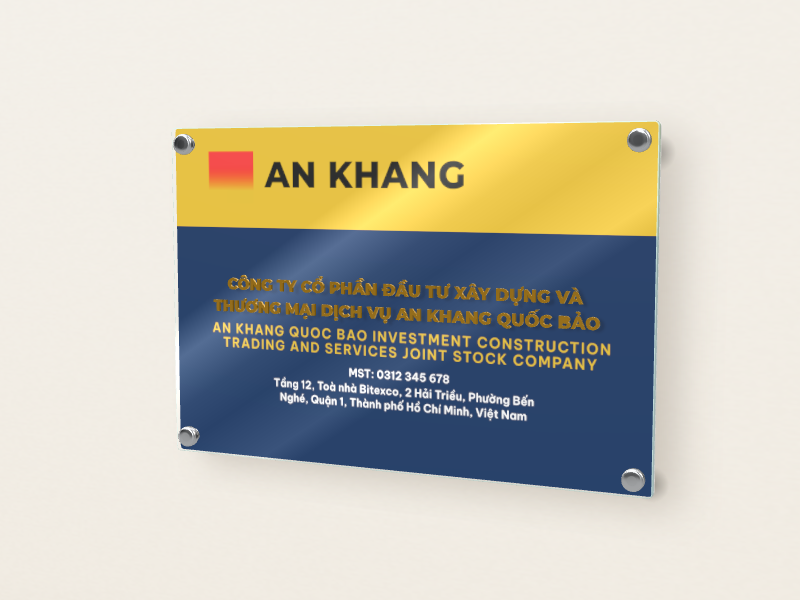 AN KHANG
CÔNG TY CỔ PHẦN ĐẦU TƯ XÂY DỰNG VÀ
THƯƠNG MẠI DỊCH VỤ AN KHANG QUỐC BẢO
AN KHANG QUOC BAO INVESTMENT CONSTRUCTION
TRADING AND SERVICES JOINT STOCK COMPANY
MST: 0312 345 678
Tầng 12, Toà nhà Bitexco, 2 Hải Triều, Phường Bến
Nghé, Quận 1, Thành phố Hồ Chí Minh, Việt Nam